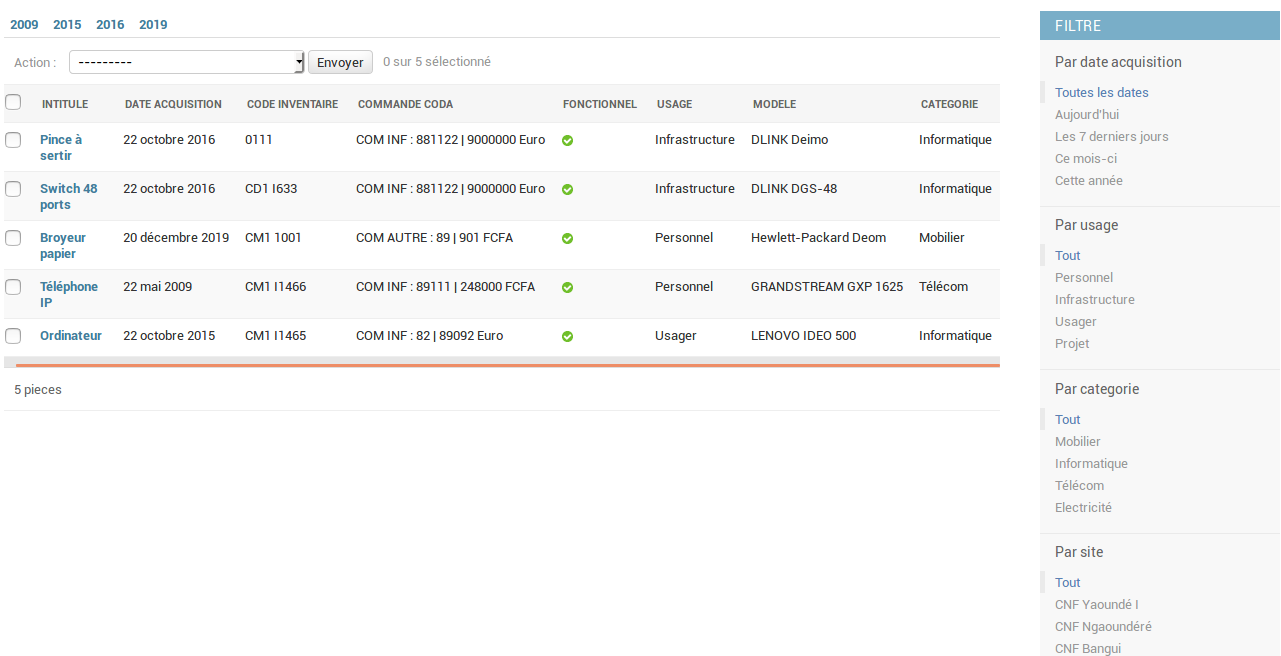 2009 2015 2016 2019
Action : --------- Envoyer 0 sur 5 sélectionné
INTITULE DATE ACQUISITION CODE INVENTAIRE COMMANDE CODA FONCTIONNEL USAGE MODELE CATEGORIE
Pince à sertir 22 octobre 2016 0111 COM INF : 881122 | 9000000 Euro Infrastructure DLINK Deimo Informatique
Switch 48 ports 22 octobre 2016 CD1 I633 COM INF : 881122 | 9000000 Euro Infrastructure DLINK DGS-48 Informatique
Broyeur papier 20 décembre 2019 CM1 1001 COM AUTRE : 89 | 901 FCFA Personnel Hewlett-Packard Deom Mobilier
Téléphone IP 22 mai 2009 CM1 I1466 COM INF : 89111 | 248000 FCFA Personnel GRANDSTREAM GXP 1625 Télécom
Ordinateur 22 octobre 2015 CM1 I1465 COM INF : 82 | 89092 Euro Usager LENOVO IDEO 500 Informatique
5 pieces
FILTRE
Par date acquisition
Toutes les dates
Aujourd'hui
Les 7 derniers jours
Ce mois-ci
Cette année
Par usage
Tout
Personnel
Infrastructure
Usager
Projet
Par categorie
Tout
Mobilier
Informatique
Télécom
Electricité
Par site
Tout
CNF Yaoundé I
CNF Ngaoundéré
CNF Bangui